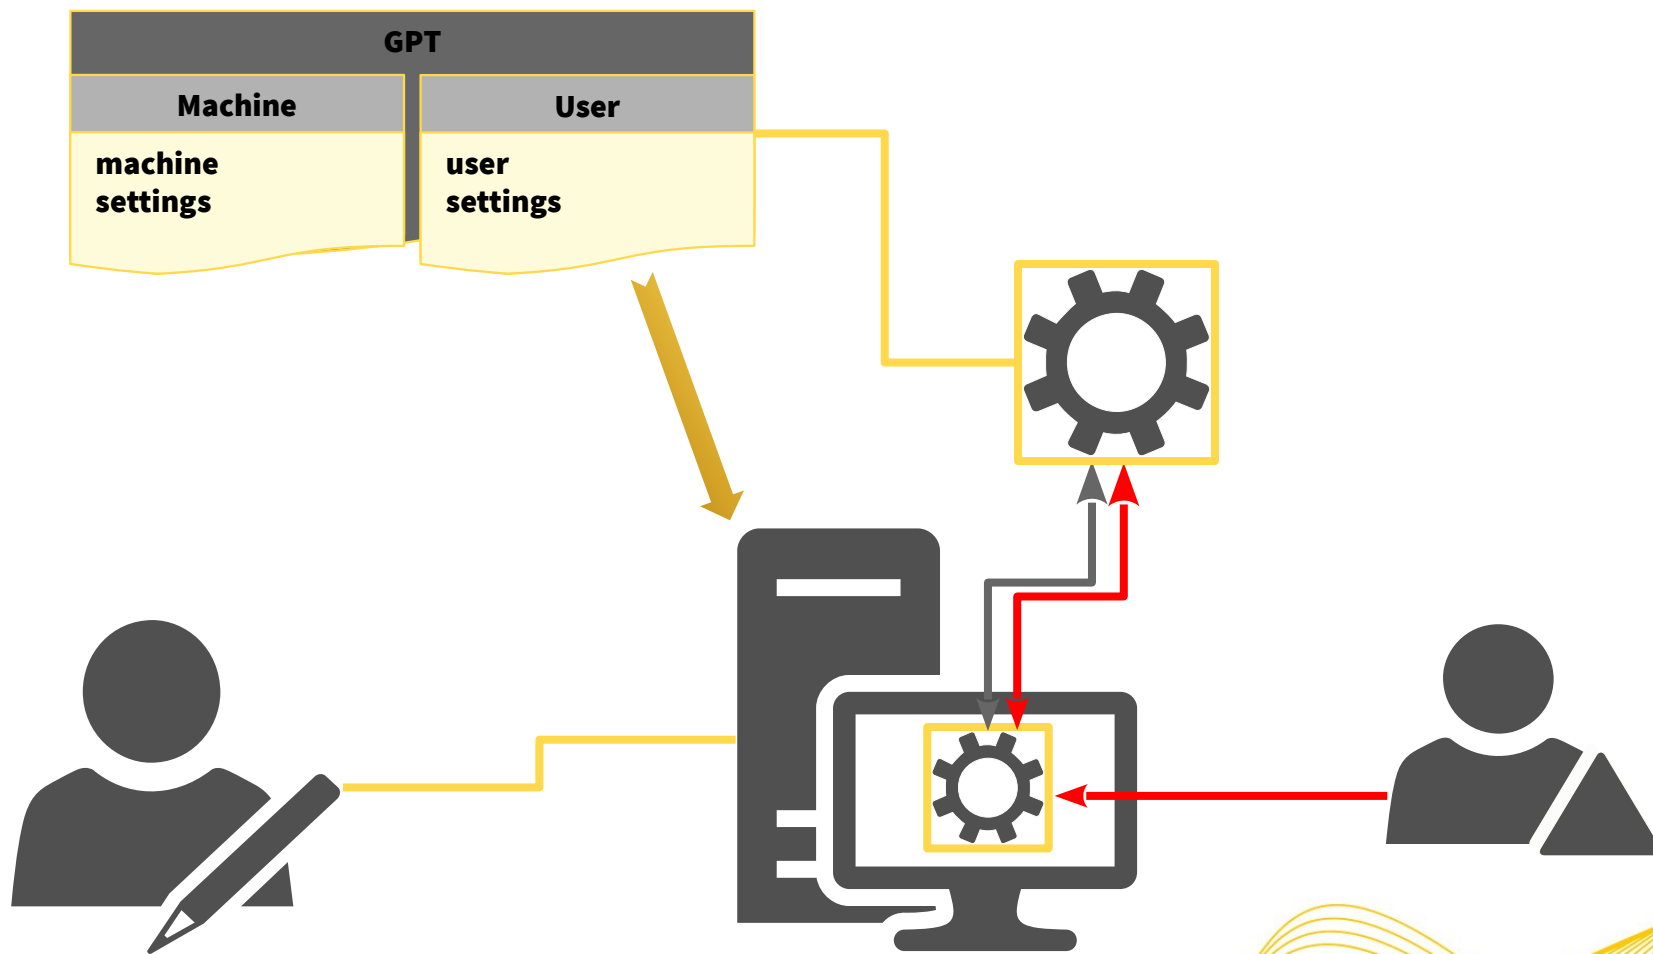 GPT
Machine
User
machine
settings
user
settings